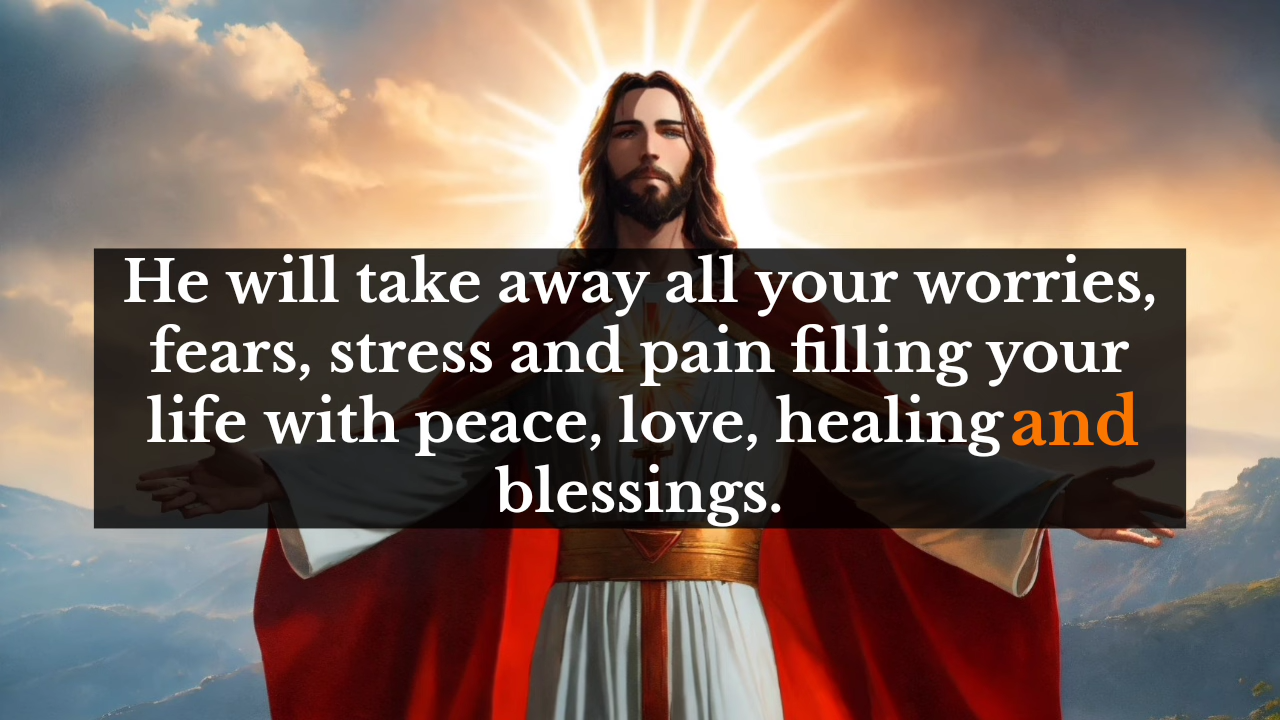 He will take away all your worries,
fears, stress and pain filling your
life with peace, love, healing and
blessings.